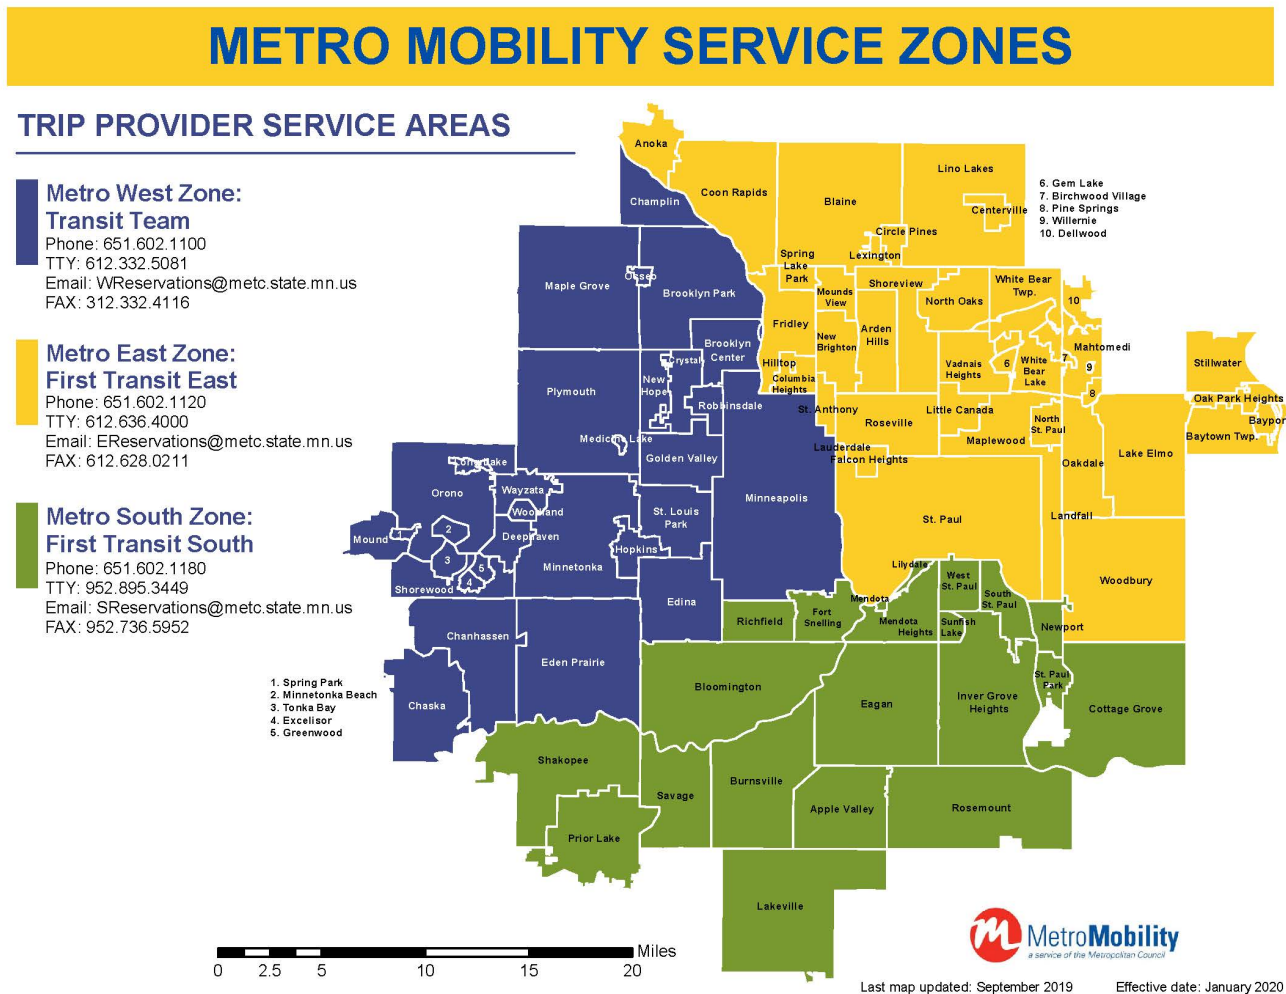 METRO MOBILITY SERVICE ZONES
TRIP PROVIDER SERVICE AREAS
Metro West Zone:
Transit Team
Phone: 651.602.1100
TTY: 612.332.5081
Email: WReservations@metc.state.mn.us
FAX: 312.332.4116
Metro East Zone:
First Transit East
Phone: 651.602.1120
TTY: 612.636.4000
Email: EReservations@metc.state.mn.us
FAX: 612.628.0211
Metro South Zone:
First Transit South
Phone: 651.602.1180
TTY: 952.895.3449
Email: SReservations@metc.state.mn.us
FAX: 952.736.5952
1. Spring Park
2. Minnetonka Beach
3. Tonka Bay
4. Excelisor
5. Greenwood
6. Gem Lake
7. Birchwood Village
8. Pine Springs
9. Willernie
10. Dellwood
Anoka
Champlin
Coon Rapids
Blaine
Lino Lakes
Centerville
Circle Pines
Lexington
Spring
Lake
Park
Maple Grove
Osseo
Brooklyn Park
Mounds
View
Shoreview
North Oaks
White Bear
Twp.
10
Fridley
New
Brighton
Arden
Hills
Brooklyn
Center
Crystal
New
Hope
Robbinsdale
Hilltop
Columbia
Heights
Vadnais
Heights
6
White
Bear
Lake
7
Mahtomedi
9
8
Stillwater
Oak Park Heights
Baypor
Baytown Twp.
Plymouth
Medicine Lake
Golden Valley
St. Anthony
Roseville
Little Canada
Maplewood
North
St. Paul
Lauderdale
Falcon Heights
Oakdale
Lake Elmo
Long Lake
Orono
Wayzata
Woodland
Deephaven
Mound
1
2
3
4
5
Shorewood
Minnetonka
Hopkins
St. Louis
Park
Minneapolis
St. Paul
Landfall
Woodbury
Edina
Lilydale
West
St. Paul
South
St. Paul
Mendota
Richfield
Fort
Snelling
Mendota
Heights
Sunfish
Lake
Newport
Chanhassen
Eden Prairie
Chaska
Bloomington
Eagan
Inver Grove
Heights
St. Paul
Park
Cottage Grove
Shakopee
Prior Lake
Savage
Burnsville
Apple Valley
Rosemount
Lakeville
0 2.5 5 10 15 20
Miles
MetroMobility
a service of the Metropolitan Council
Last map updated: September 2019 Effective date: January 2020